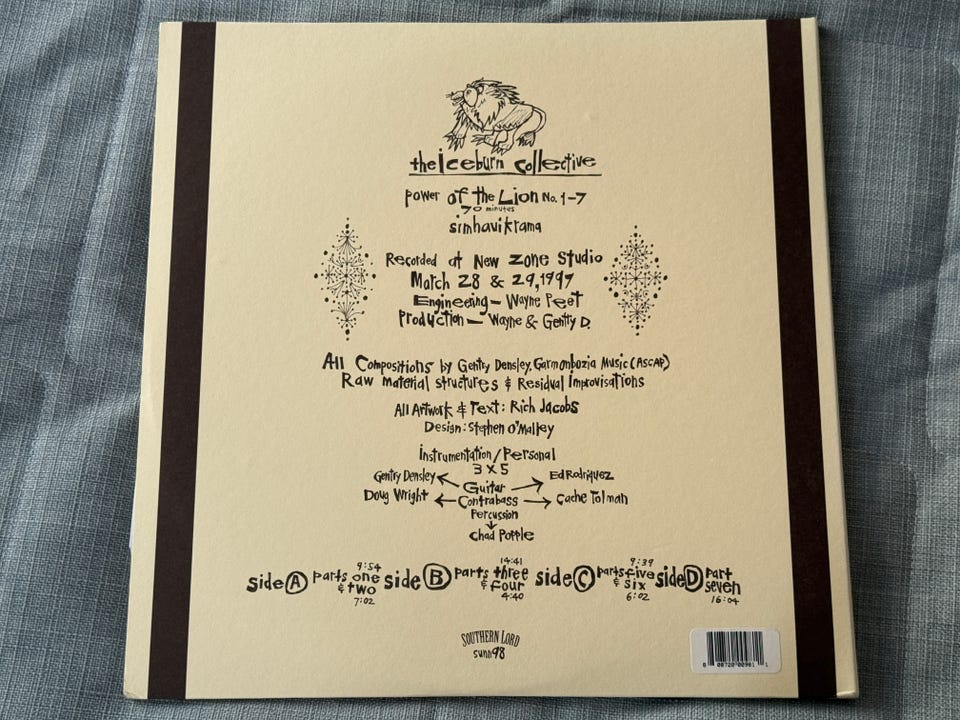 the Iceburn Collective
power of the Lion No. 1-7
70 minutes
simhavikrama
Recorded at New Zone Studio
March 28 & 29, 1997
Engineering - Wayne Peet
Production - Wayne & Gentry D.
All Compositions by Gentry Densley, Garmonbozia Music (ASCAP)
Raw material structures & Residual Improvisations
All Artwork & Text: Rich Jacobs
Design: Stephen O'Malley
Instrumentation/Personal
3 x 5
Gentry Densley Guitar Ed Rodriquez
Doug Wright Contrabass Cache Tolman
Percussion
Chad Popple
side A parts one & two 9:54 7:02
side B parts three & four 14:41 4:40
side C parts five & six 9:39 6:02
side D part seven 16:04
SOUTHERN LORD
sunn98